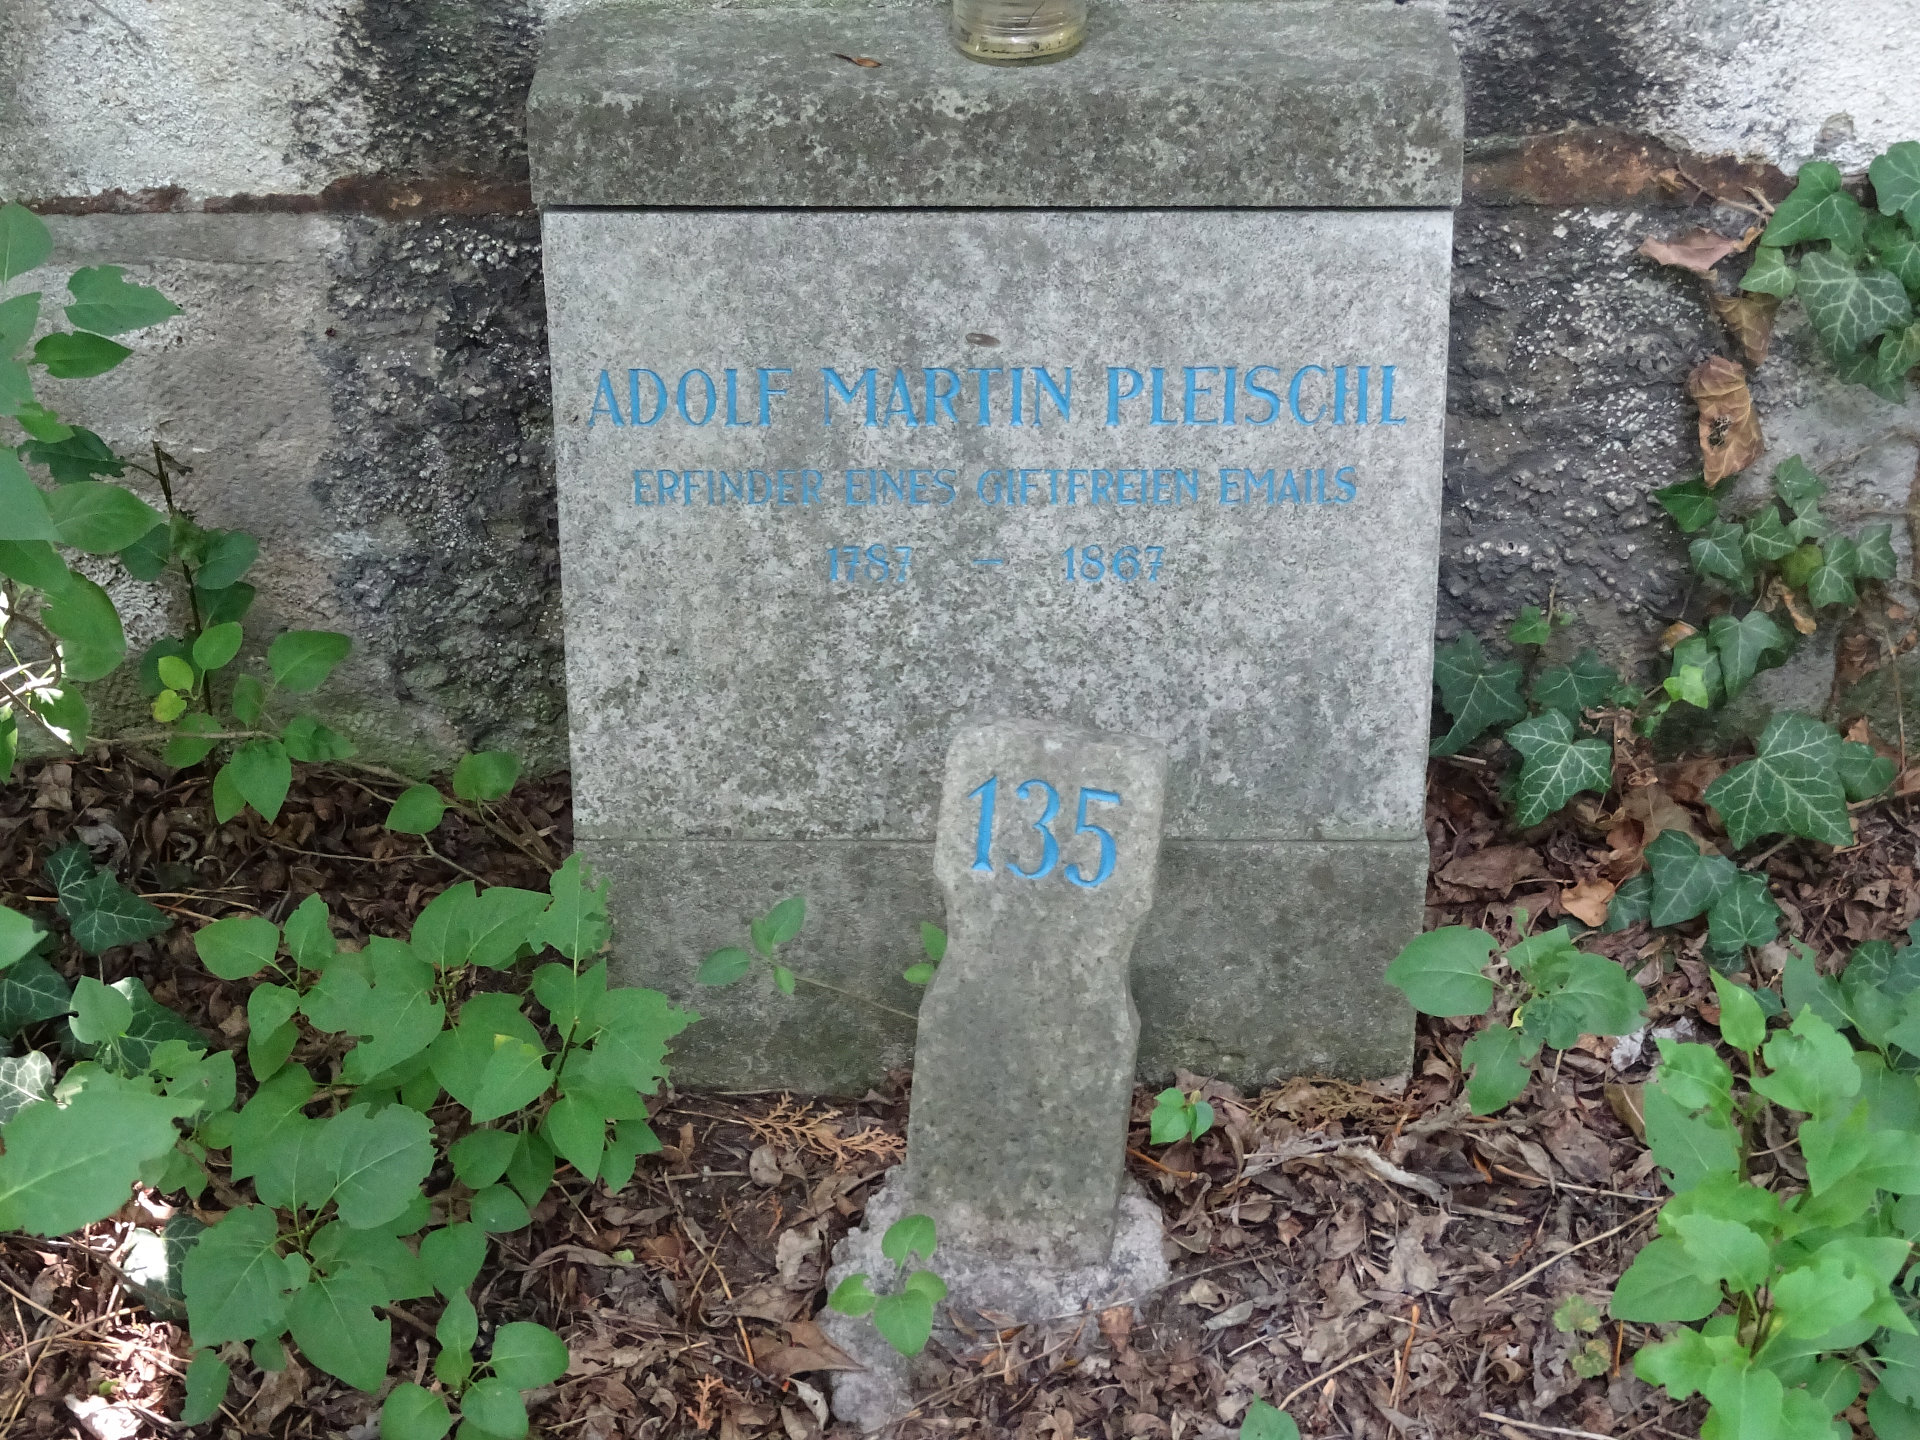 ADOLF MARTIN PLEISCHL
ERFINDER EINES GIFTFREIEN EMAILS
1787 – 1867
135